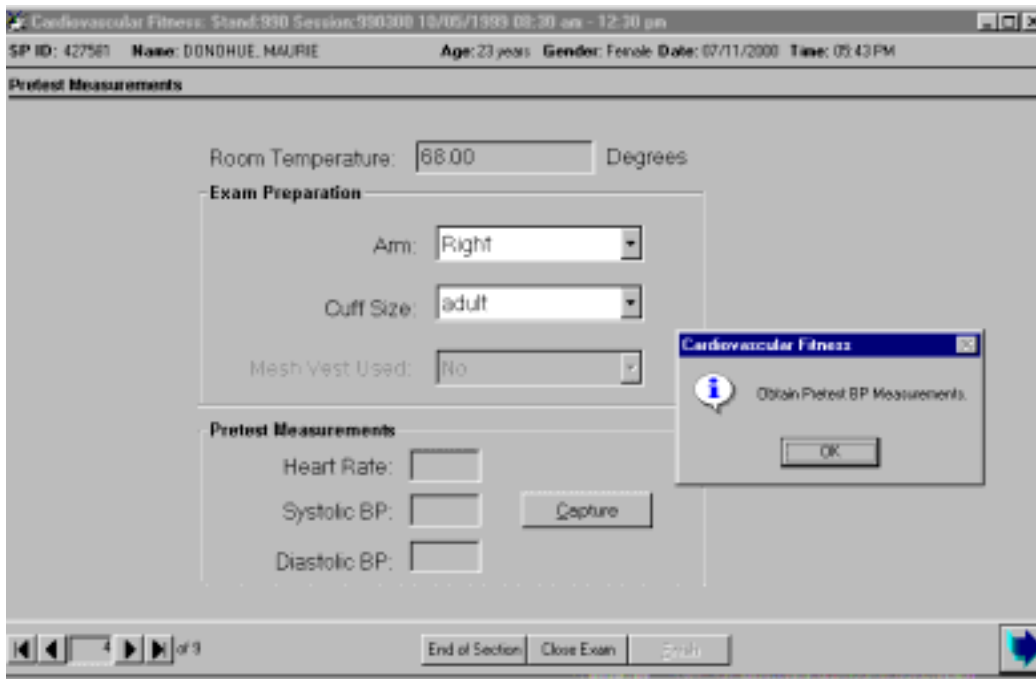 Cardiovascular Fitness: Stand:990 Session:990300 10/05/1999 08:30 am - 12:30 pm
SP ID: 427581 Name: DONOHUE, MAURIE Age: 23 years Gender: Female Date: 07/11/2000 Time: 05:43 PM
Pretest Measurements
Room Temperature: 68.00 Degrees
Exam Preparation
Arm: Right
Cuff Size: adult
Mesh Vest Used: No
Cardiovascular Fitness
Obtain Pretest BP Measurements.
OK
Pretest Measurements
Heart Rate:
Systolic BP:
Capture
Diastolic BP:
4 of 9
End of Section Close Exam Finish